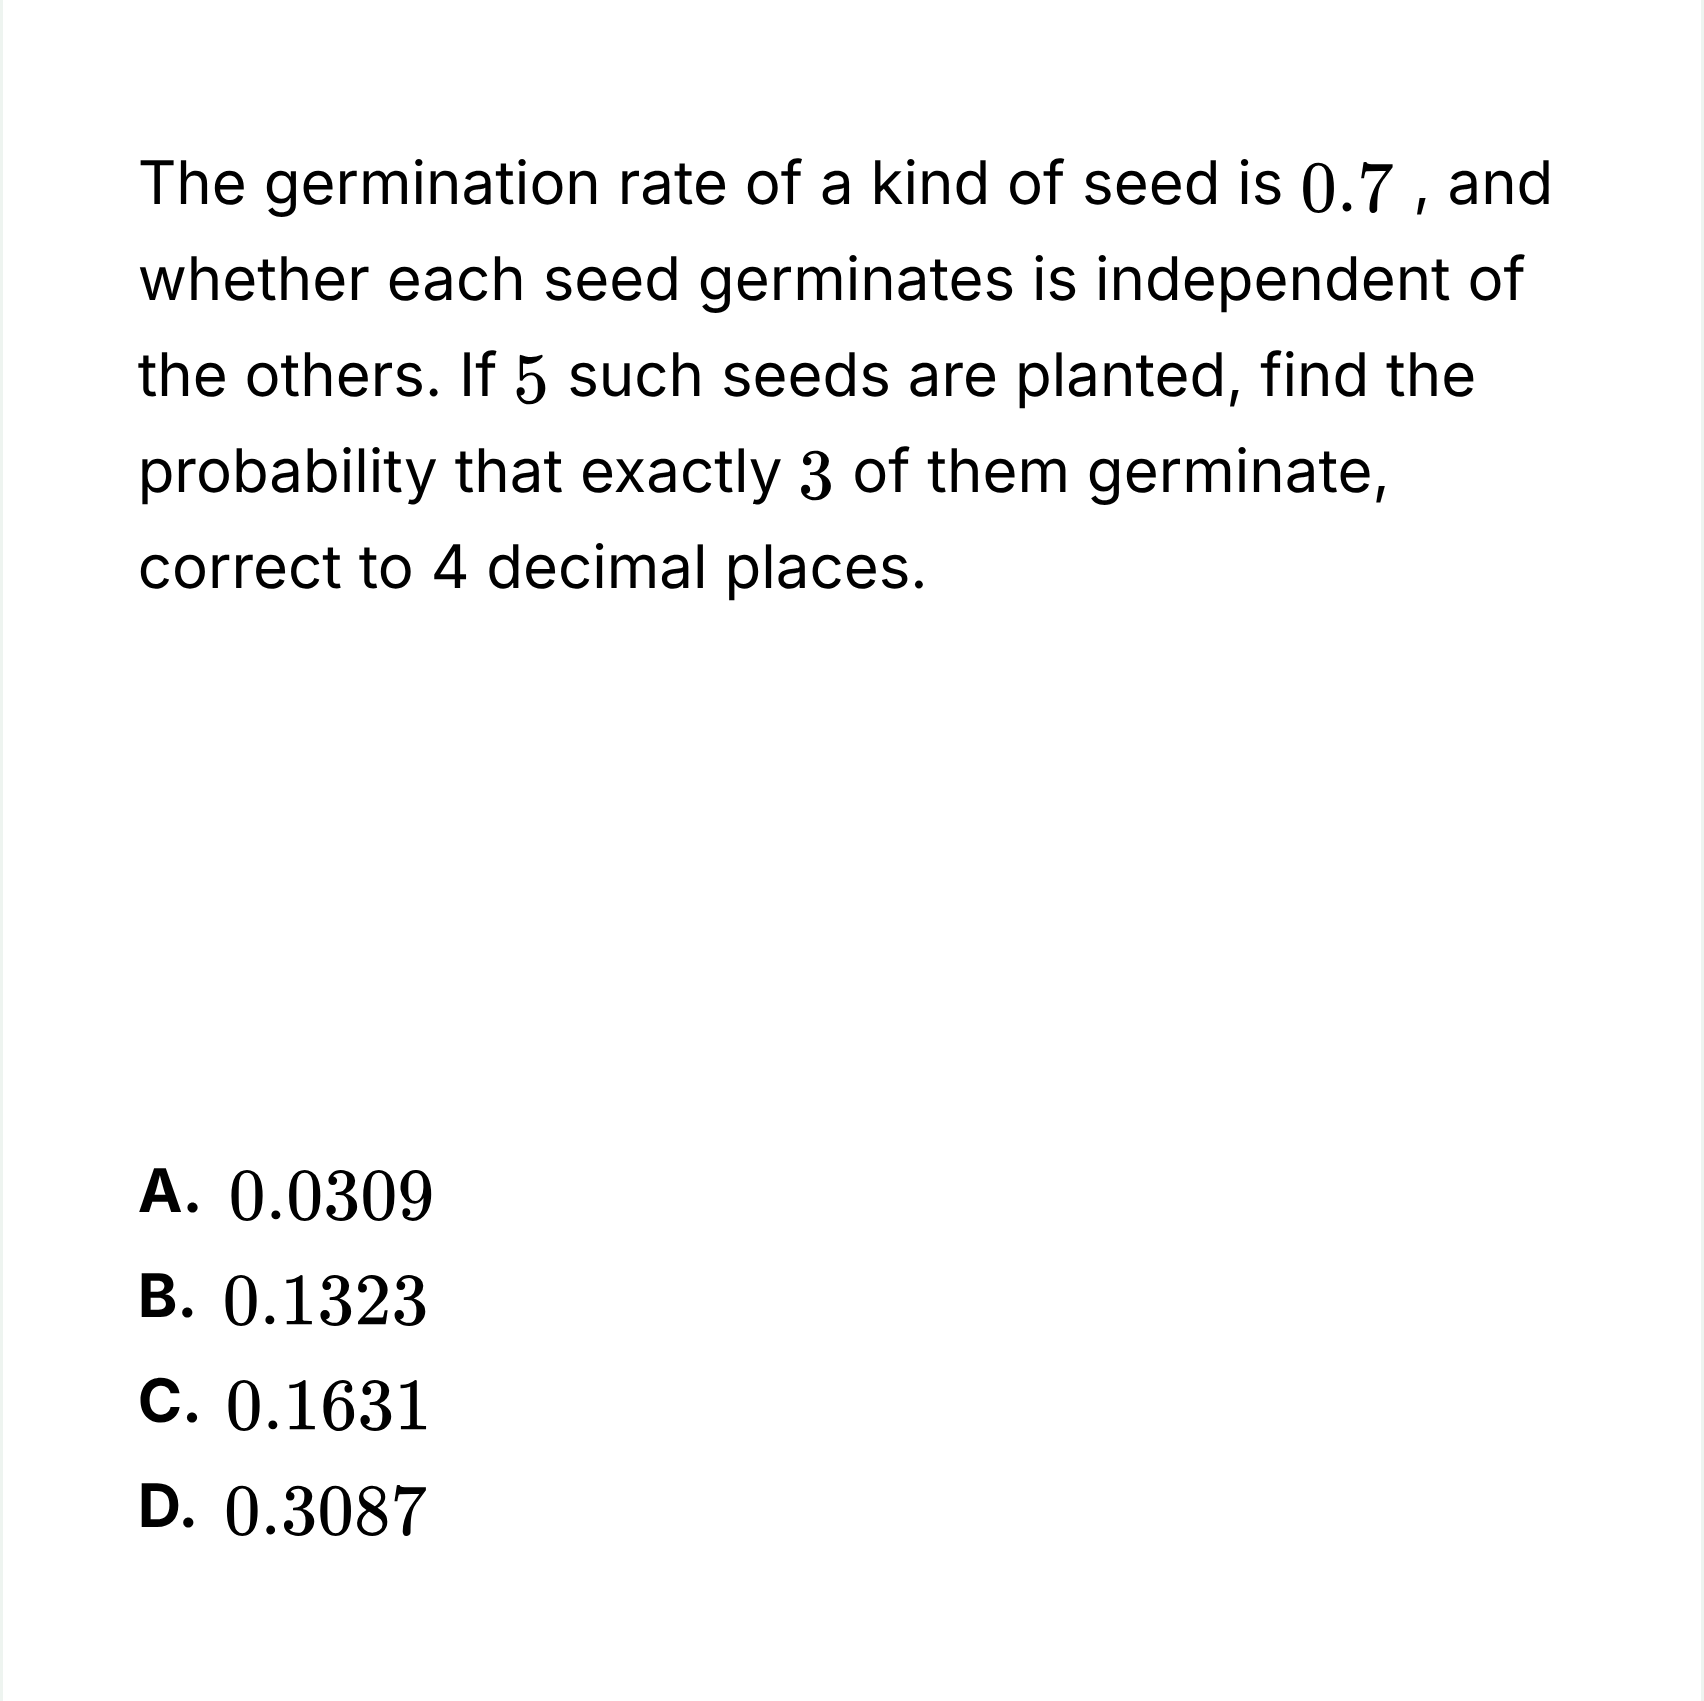 The germination rate of a kind of seed is 0.7 , and
whether each seed germinates is independent of
the others. If 5 such seeds are planted, find the
probability that exactly 3 of them germinate,
correct to 4 decimal places.
A. 0.0309
B. 0.1323
C. 0.1631
D. 0.3087